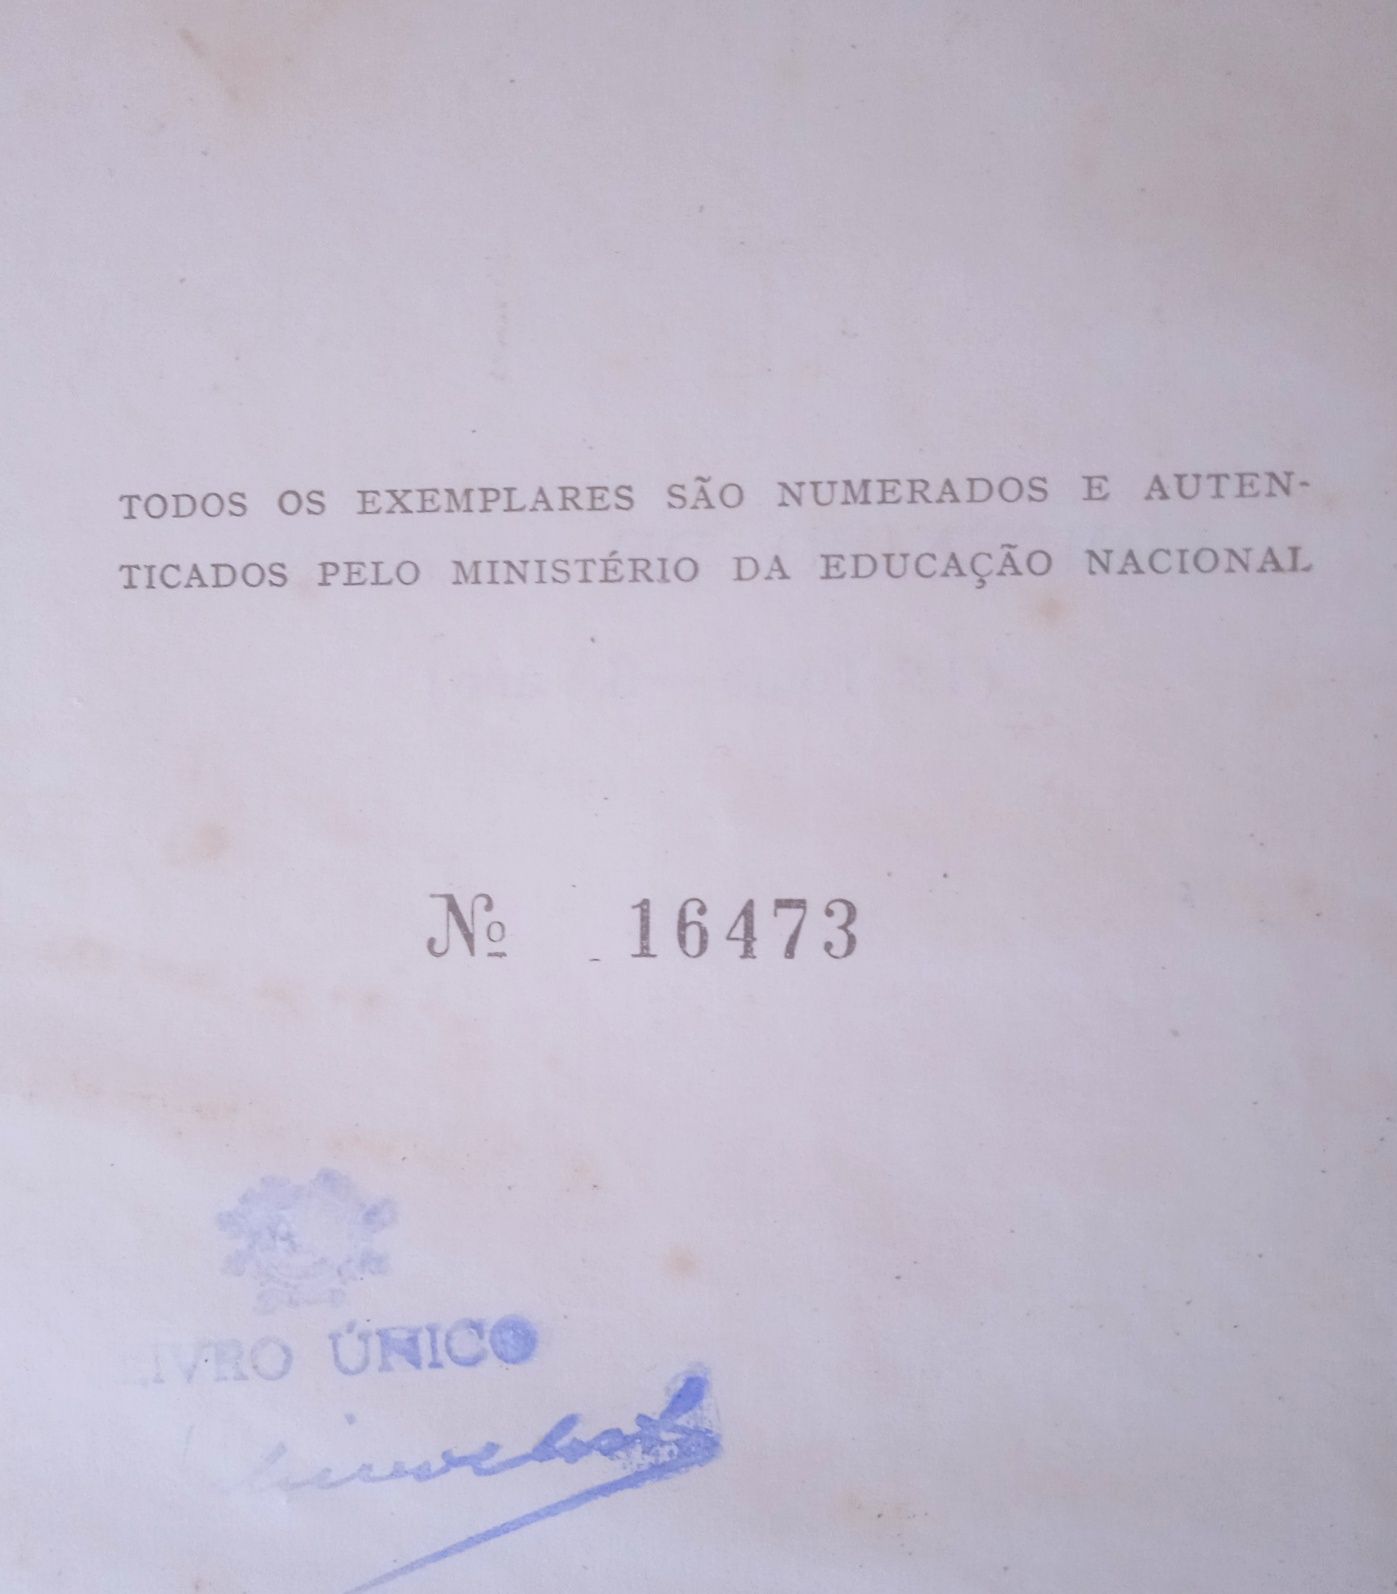 TODOS OS EXEMPLARES SÃO NUMERADOS E AUTEN-
TICADOS PELO MINISTÉRIO DA EDUCAÇÃO NACIONAL
Nº 16473
LIVRO ÚNICO